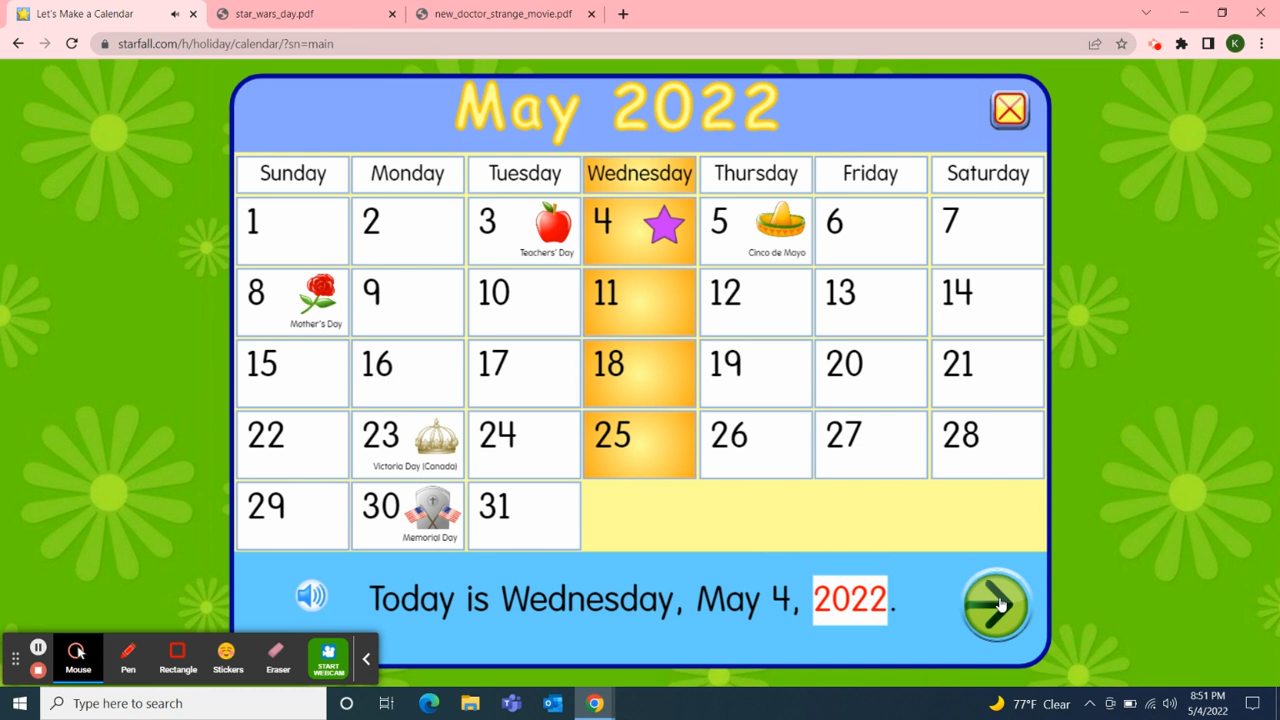 Let's Make a Calendar
star_wars_day.pdf
new_doctor_strange_movie.pdf
starfall.com/h/holiday/calendar/?sn=main
K
May 2022
Sunday Monday Tuesday Wednesday Thursday Friday Saturday
1 2 3 4 5 6 7
Teachers' Day Cinco de Mayo
8 9 10 11 12 13 14
Mother's Day
15 16 17 18 19 20 21
22 23 24 25 26 27 28
Victoria Day (Canada)
29 30 31
Memorial Day
Today is Wednesday, May 4, 2022.
Mouse Pen Rectangle Stickers Eraser START
WEBCAM
Type here to search
77°F Clear
8:51 PM
5/4/2022